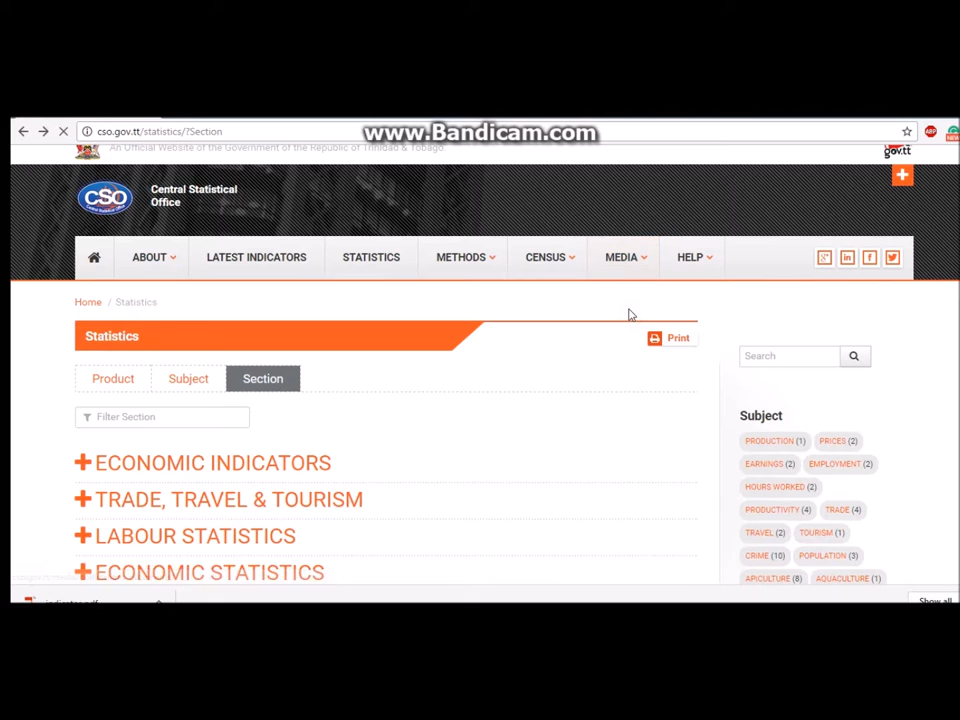 cso.gov.tt/statistics/?Section
www.Bandicam.com
ABP
An Official Website of the Government of the Republic of Trinidad & Tobago.
gov.tt
CSO
Central Statistical
Office
ABOUT
LATEST INDICATORS
STATISTICS
METHODS
CENSUS
MEDIA
HELP
Home / Statistics
Statistics
Print
Product
Subject
Section
Search
Filter Section
Subject
PRODUCTION (1)
PRICES (2)
ECONOMIC INDICATORS
EARNINGS (2)
EMPLOYMENT (2)
HOURS WORKED (2)
TRADE, TRAVEL & TOURISM
PRODUCTIVITY (4)
TRADE (4)
LABOUR STATISTICS
TRAVEL (2)
TOURISM (1)
CRIME (10)
POPULATION (3)
ECONOMIC STATISTICS
APICULTURE (8)
AQUACULTURE (1)
indicator.pdf
Show all